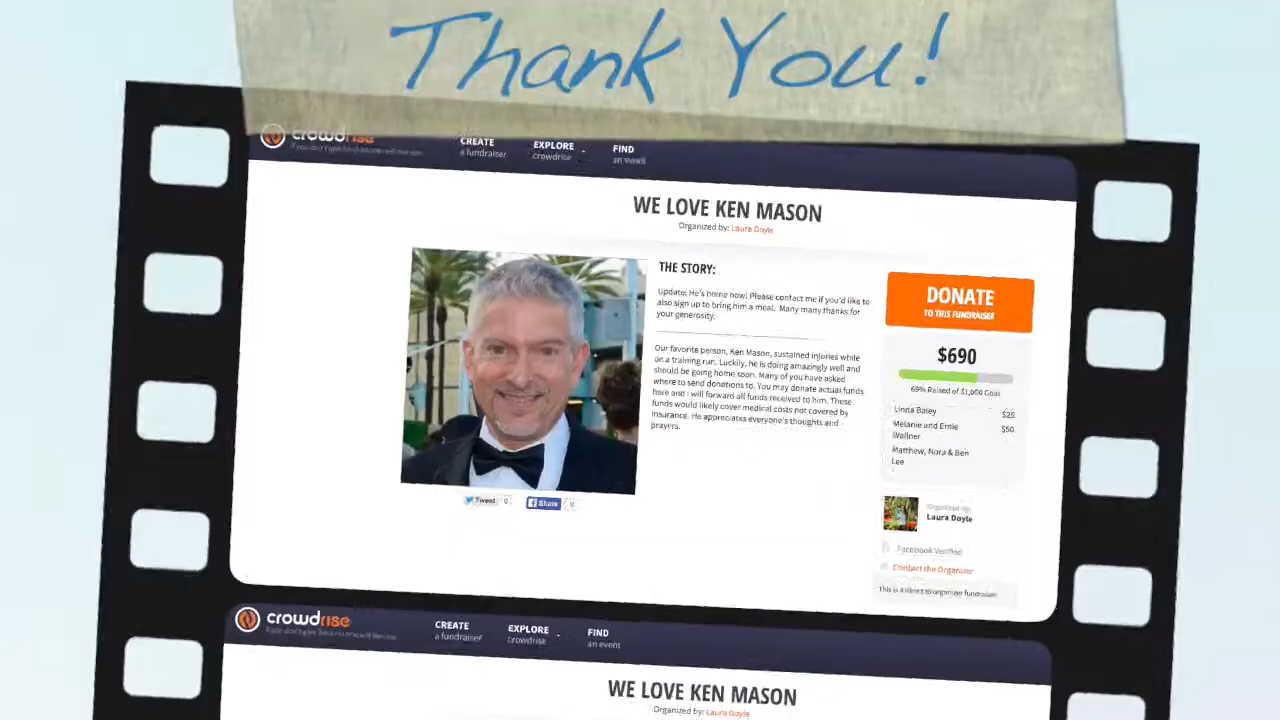 Thank You!
crowdrise
CREATE
a fundraiser
EXPLORE
crowdrise
FIND
an event
WE LOVE KEN MASON
Organized by: Laura Doyle
THE STORY:
Update: He's home now! Please contact me if you'd like to
also sign up to bring him a meal. Many many thanks for
your generosity.
Our favorite person, Ken Mason, sustained injuries while
on a training run. Luckily, he is doing amazingly well and
should be going home soon. Many of you have asked
where to send donations to. You may donate actual funds
here and I will forward all funds received to him. These
funds would likely cover medical costs not covered by
insurance. He appreciates everyone's thoughts and
prayers.
Tweet 0
Share 0
DONATE
TO THIS FUNDRAISER
$690
69% Raised of $1,000 Goal
Linda Bailey $25
Melanie and Ernie $50
Wallner
Matthew, Nora & Ben
Lee
Organized by
Laura Doyle
Facebook Verified
Contact the Organizer
This is a direct to organizer fundraiser.
crowdrise
CREATE
a fundraiser
EXPLORE
crowdrise
FIND
an event
WE LOVE KEN MASON
Organized by: Laura Doyle